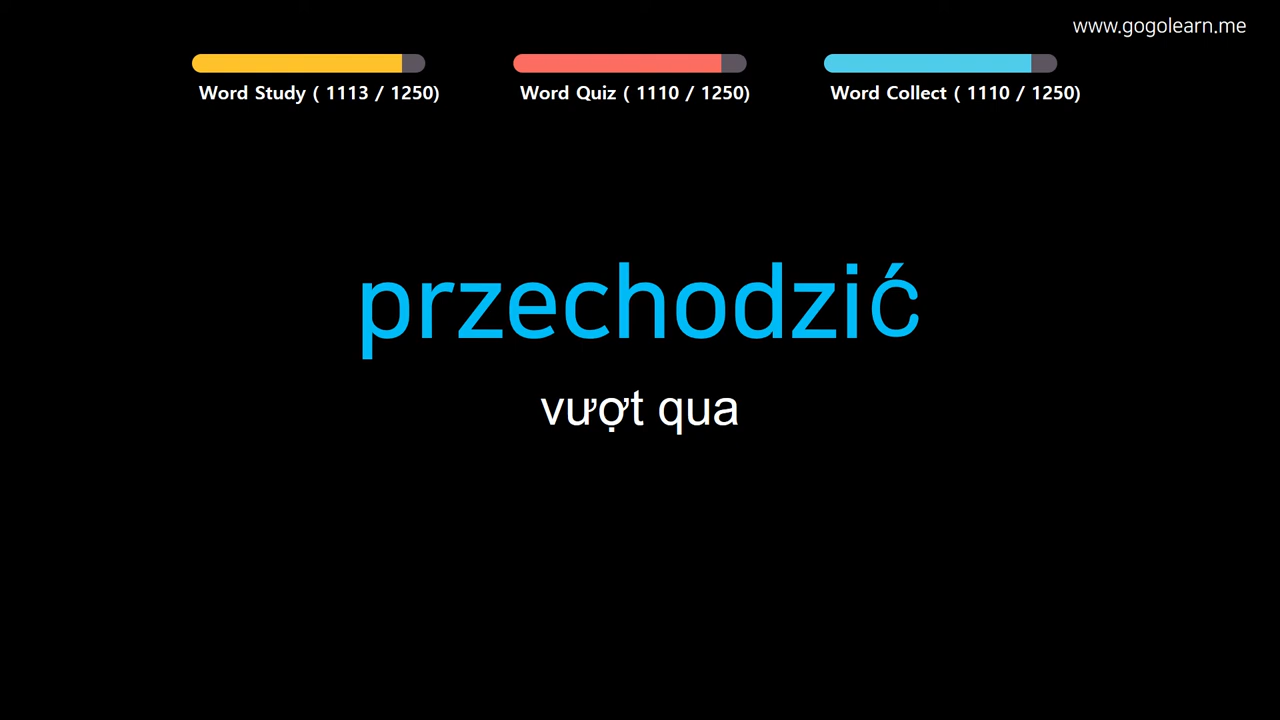 www.gogolearn.me
Word Study ( 1113 / 1250)
Word Quiz ( 1110 / 1250)
Word Collect ( 1110 / 1250)
przechodzić
vượt qua